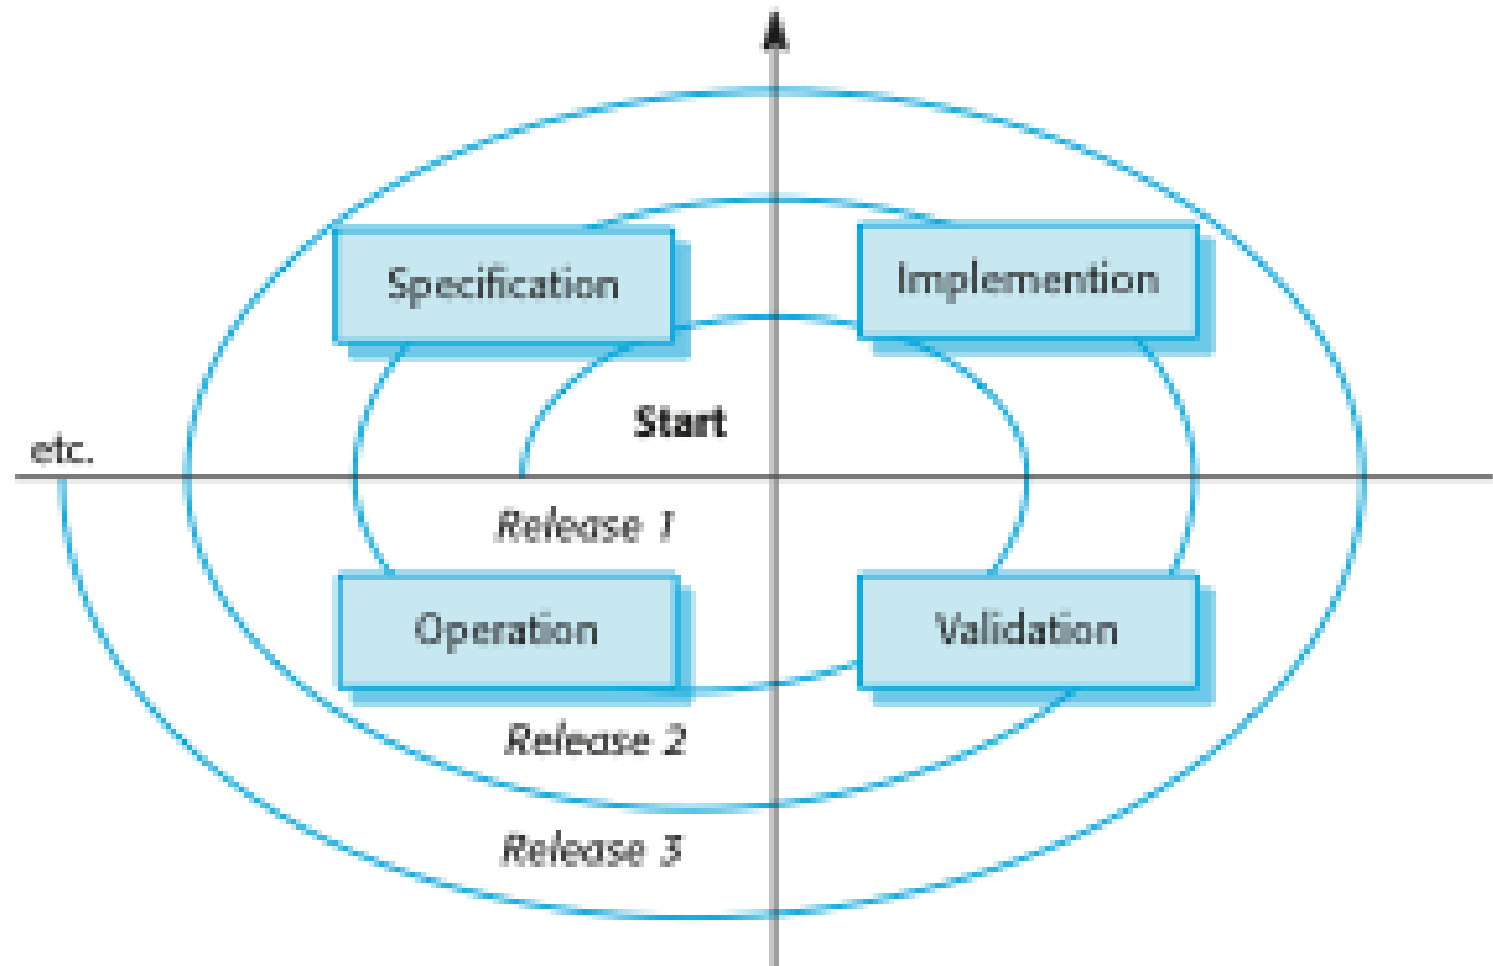 Specification
Implemention
Start
etc.
Release 1
Operation
Validation
Release 2
Release 3